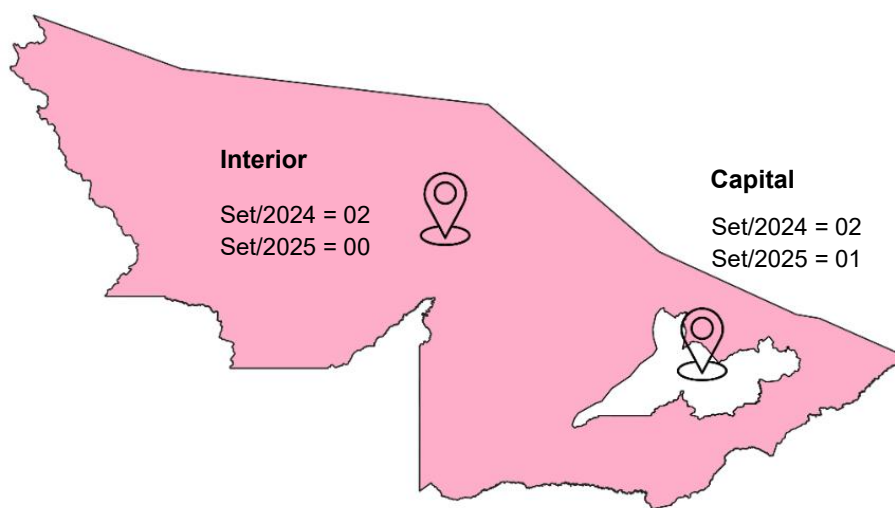 Interior
Set/2024 = 02
Set/2025 = 00
Capital
Set/2024 = 02
Set/2025 = 01